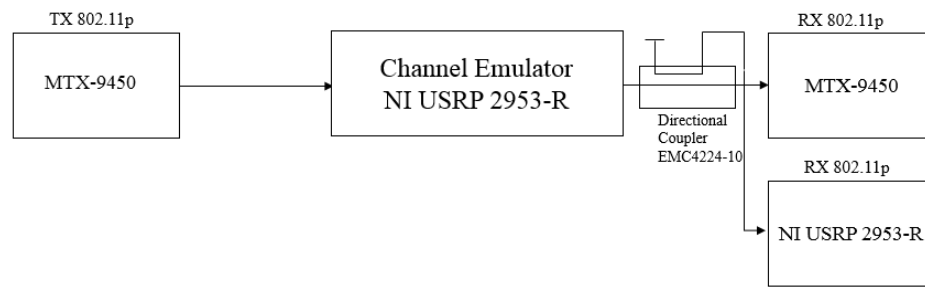 TX 802.11p
MTX-9450
Channel Emulator
NI USRP 2953-R
Directional
Coupler
EMC4224-10
RX 802.11p
MTX-9450
RX 802.11p
NI USRP 2953-R